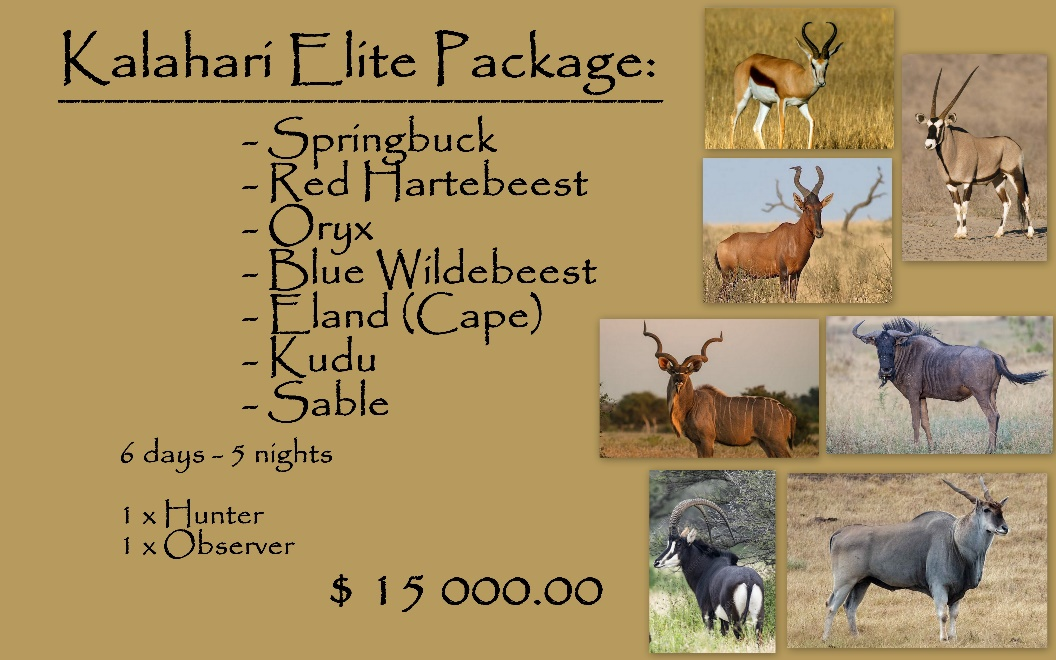 Kalahari Elite Package:
- Springbuck
- Red Hartebeest
- Oryx
- Blue Wildebeest
- Eland (Cape)
- Kudu
- Sable
6 days - 5 nights
1 x Hunter
1 x Observer
$ 15 000.00